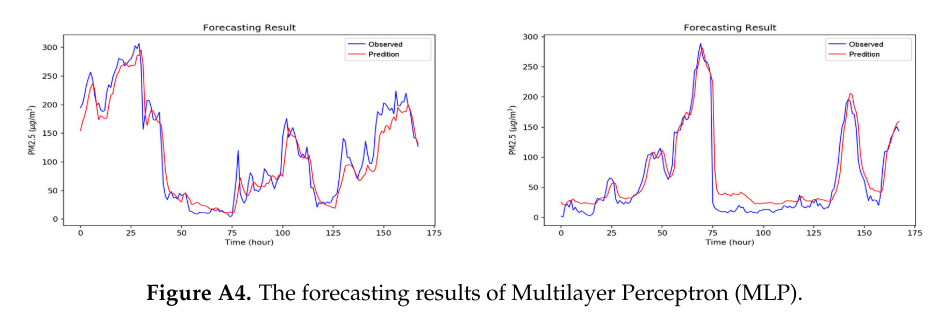 Forecasting Result
Observed
Predition
300
250
200
150
100
50
0
PM2.5 (μg/m³)
0 25 50 75 100 125 150 175
Time (hour)
Forecasting Result
Observed
Predition
300
250
200
150
100
50
0
PM2.5 (μg/m³)
0 25 50 75 100 125 150 175
Time (hour)
Figure A4. The forecasting results of Multilayer Perceptron (MLP).